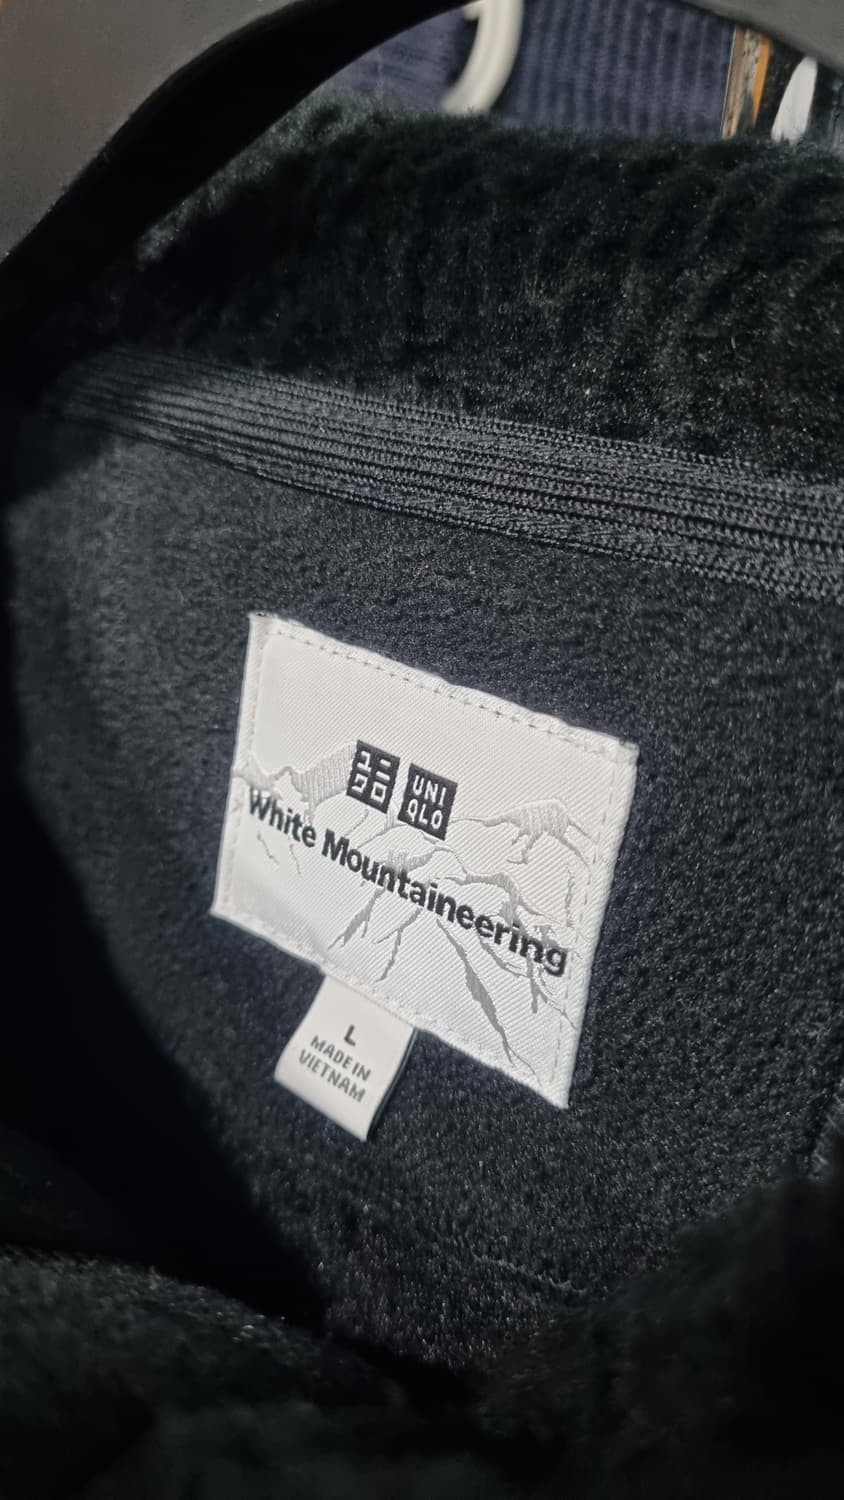 ユニ
クロ
UNI
QLO
White Mountaineering
L
MADE IN
VIETNAM